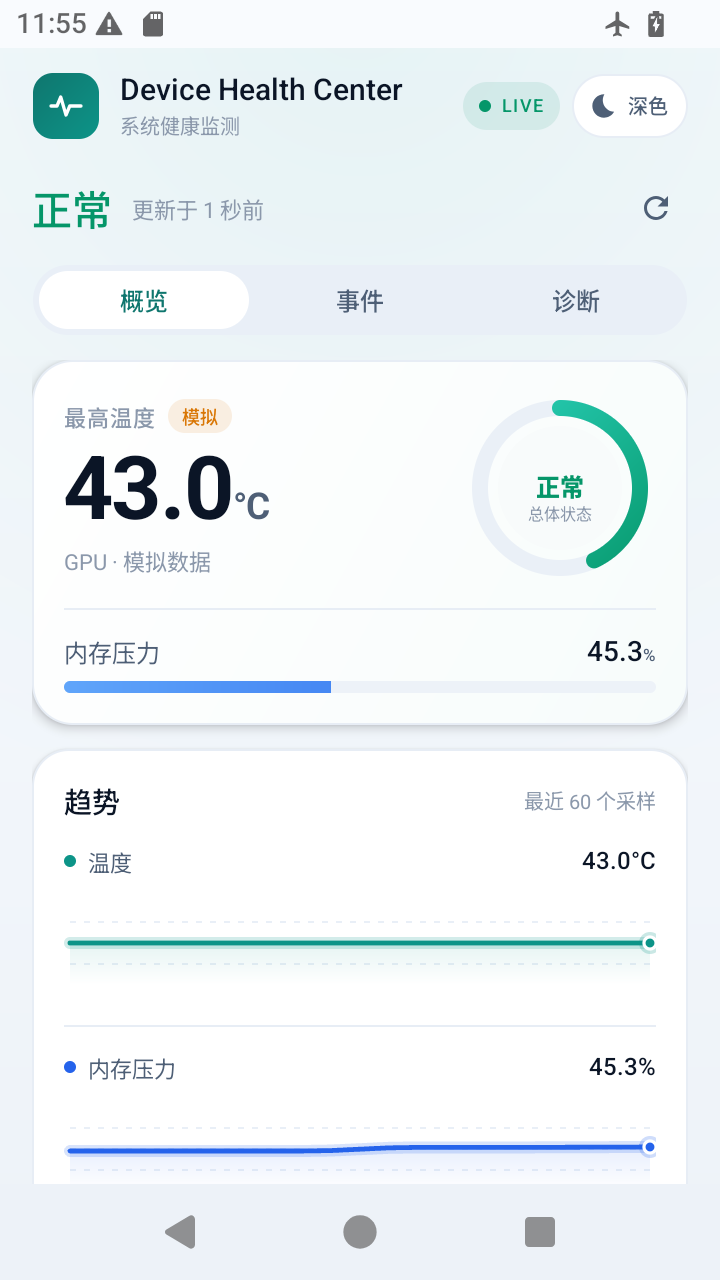 11:55
Device Health Center
系统健康监测
LIVE
深色
正常
更新于 1 秒前
概览
事件
诊断
最高温度
模拟
43.0°C
GPU · 模拟数据
正常
总体状态
内存压力
45.3%
趋势
最近 60 个采样
温度
43.0°C
内存压力
45.3%